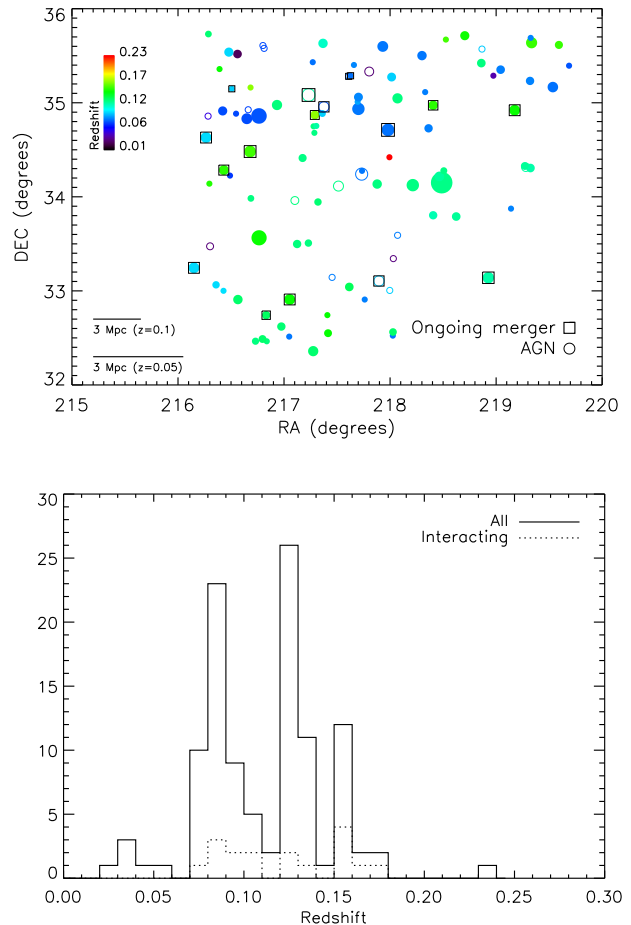 36
35
34
33
32
DEC (degrees)
0.23
0.17
0.12
0.06
0.01
Redshift
3 Mpc (z=0.1)
3 Mpc (z=0.05)
Ongoing merger
AGN
215 216 217 218 219 220
RA (degrees)
30
25
20
15
10
5
0
All
Interacting
0.00 0.05 0.10 0.15 0.20 0.25 0.30
Redshift